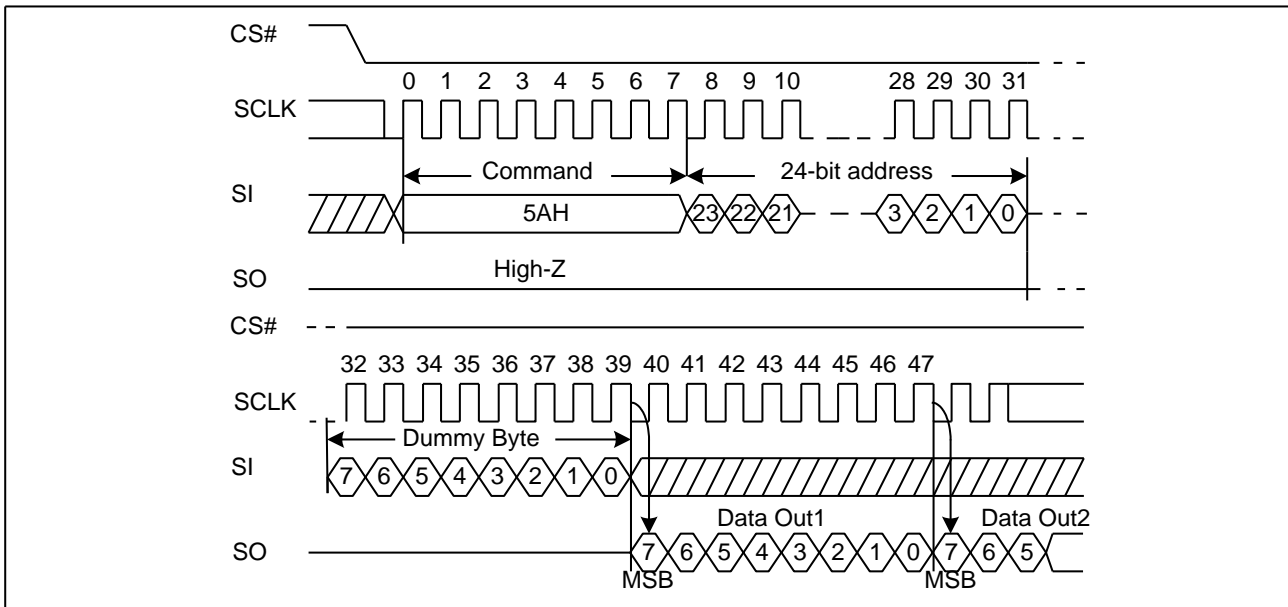 CS#
0 1 2 3 4 5 6 7 8 9 10 28 29 30 31
SCLK
Command 24-bit address
SI
5AH 23 22 21 3 2 1 0
High-Z
SO
CS#
32 33 34 35 36 37 38 39 40 41 42 43 44 45 46 47
SCLK
Dummy Byte
SI
7 6 5 4 3 2 1 0
Data Out1 Data Out2
SO
7 6 5 4 3 2 1 0 7 6 5
MSB MSB